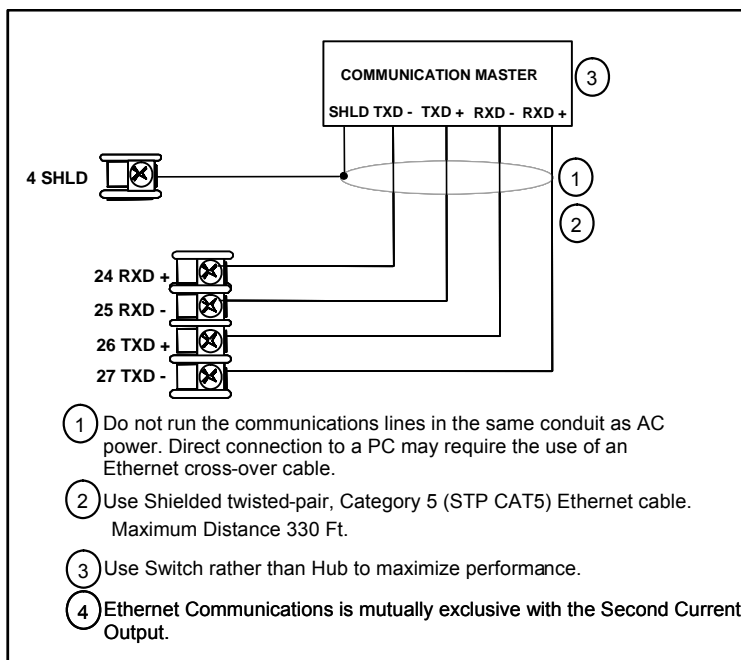 COMMUNICATION MASTER
3
SHLD TXD - TXD + RXD - RXD +
4 SHLD
1
2
24 RXD +
25 RXD -
26 TXD +
27 TXD -
1 Do not run the communications lines in the same conduit as AC
power. Direct connection to a PC may require the use of an
Ethernet cross-over cable.
2 Use Shielded twisted-pair, Category 5 (STP CAT5) Ethernet cable.
Maximum Distance 330 Ft.
3 Use Switch rather than Hub to maximize performance.
4 Ethernet Communications is mutually exclusive with the Second Current
Output.